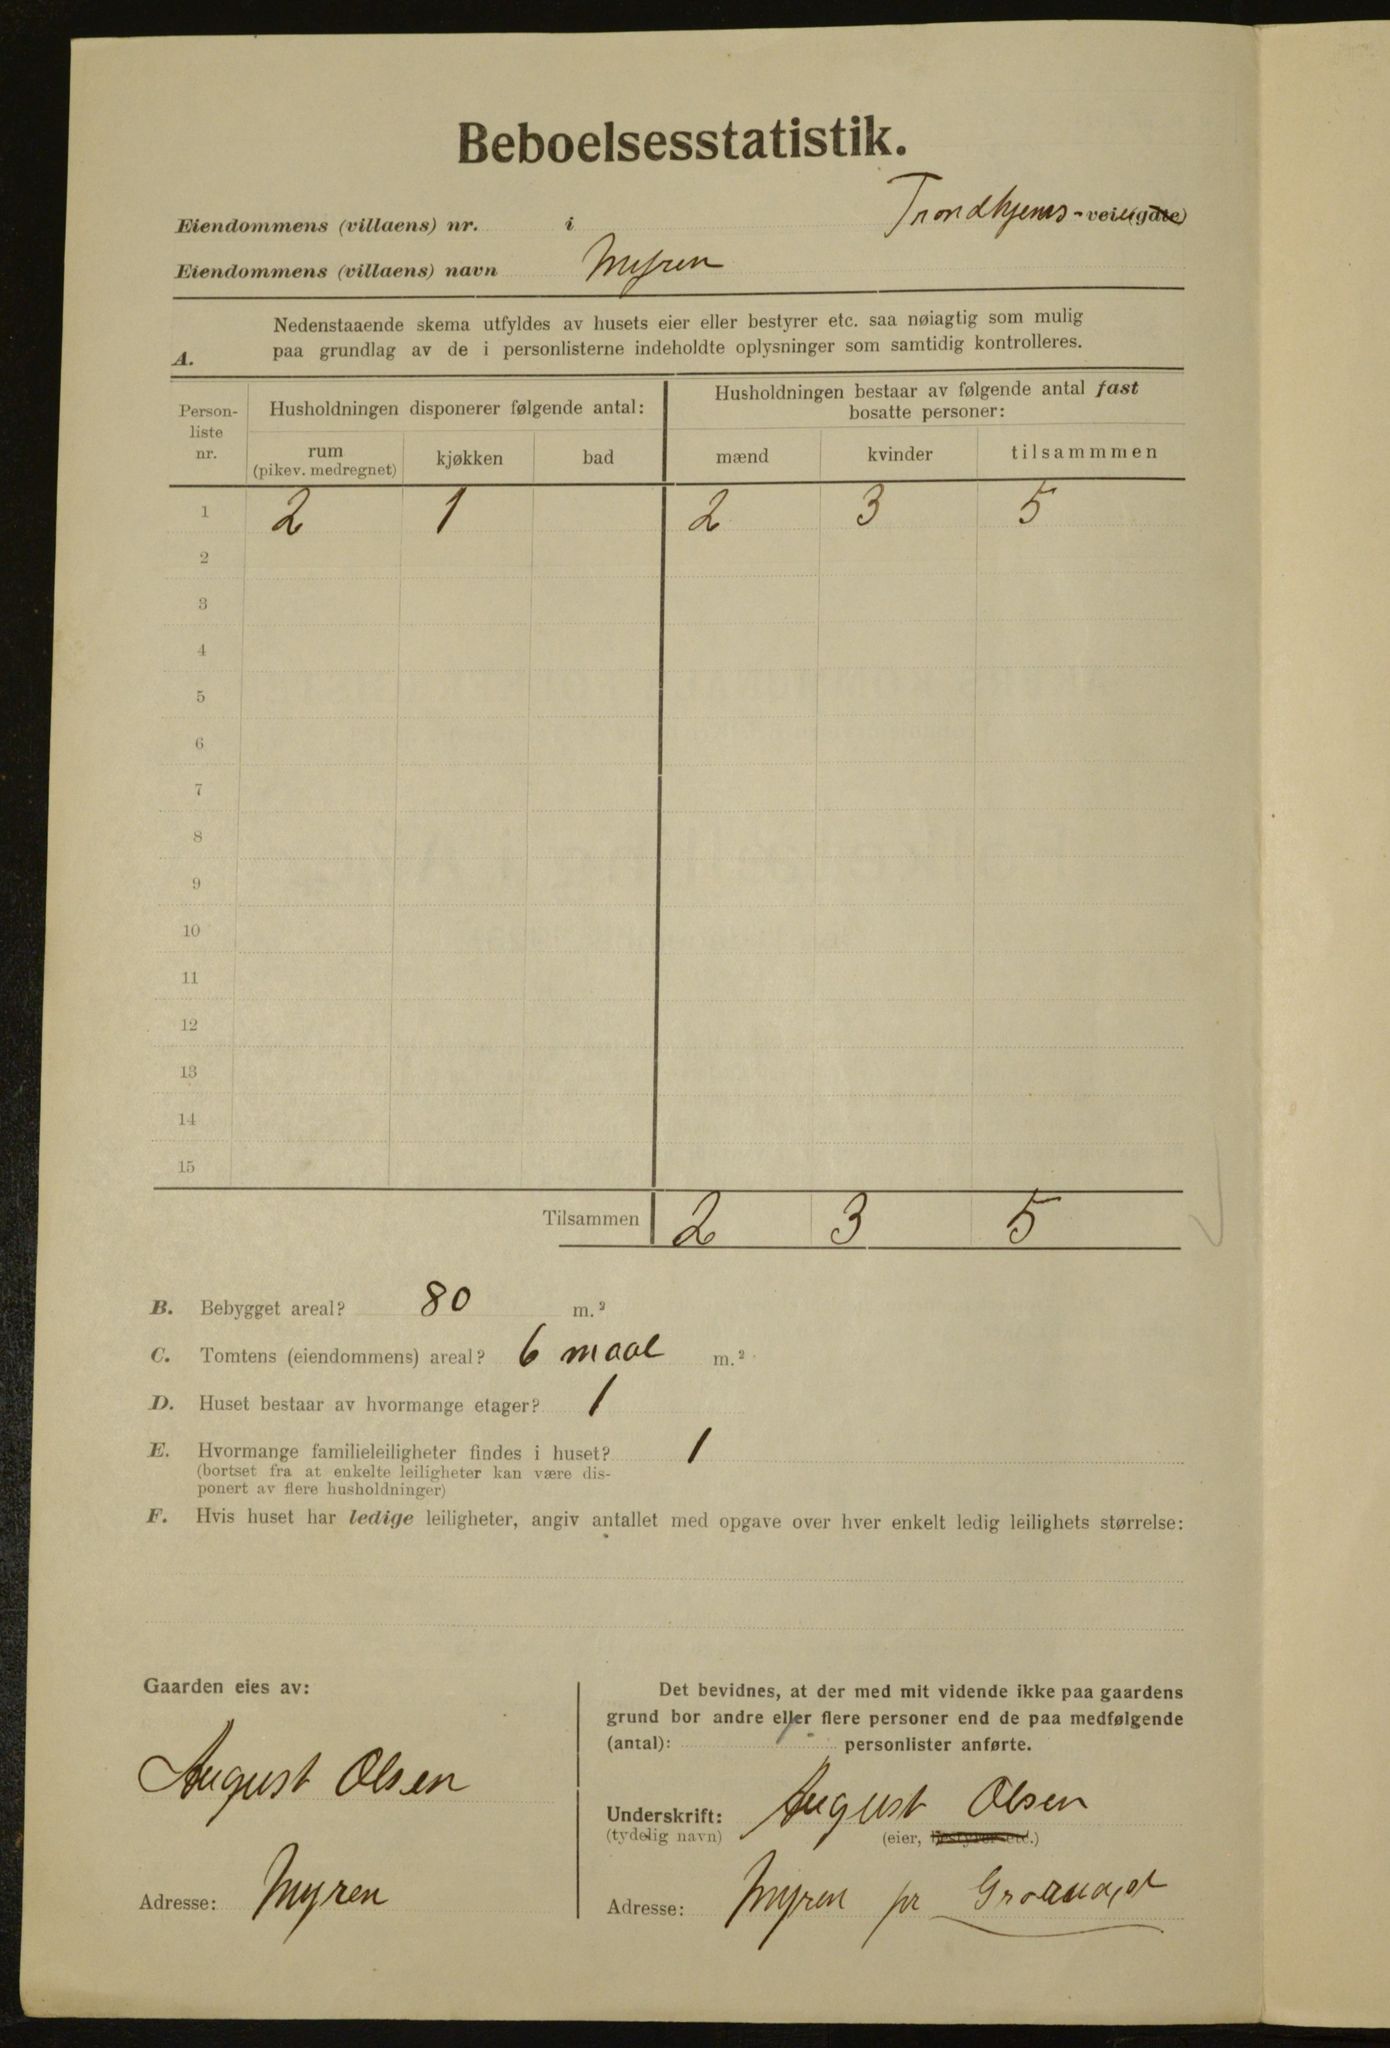 Beboelsesstatistik.
Eiendommens (villaens) nr. i Trondhjems-veien (gate)
Eiendommens (villaens) navn Myren
A. Nedenstaaende skema utfyldes av husets eier eller bestyrer etc. saa nøiagtig som mulig
paa grundlag av de i personlisterne indeholdte oplysninger som samtidig kontrolleres.
Person-
liste
nr.
Husholdningen disponerer følgende antal:
Husholdningen bestaar av følgende antal fast
bosatte personer:
rum
(pikev. medregnet)
kjøkken
bad
mænd
kvinder
tilsammmen
1 2 1 2 3 5
2
3
4
5
6
7
8
9
10
11
12
13
14
15
Tilsammen 2 3 5
B. Bebygget areal? 80 m.²
C. Tomtens (eiendommens) areal? 6 maal m.²
D. Huset bestaar av hvormange etager? 1
E. Hvormange familieleiligheter findes i huset? 1
(bortset fra at enkelte leiligheter kan være dis-
ponert av flere husholdninger)
F. Hvis huset har ledige leiligheter, angiv antallet med opgave over hver enkelt ledig leilighets størrelse:
Gaarden eies av:
August Olsen
Adresse: Myren
Det bevidnes, at der med mit vidende ikke paa gaardens
grund bor andre eller flere personer end de paa medfølgende
(antal): 1 personlister anførte.
Underskrift: August Olsen
(tydelig navn) (eier, bestyrer etc.)
Adresse: Myren pr